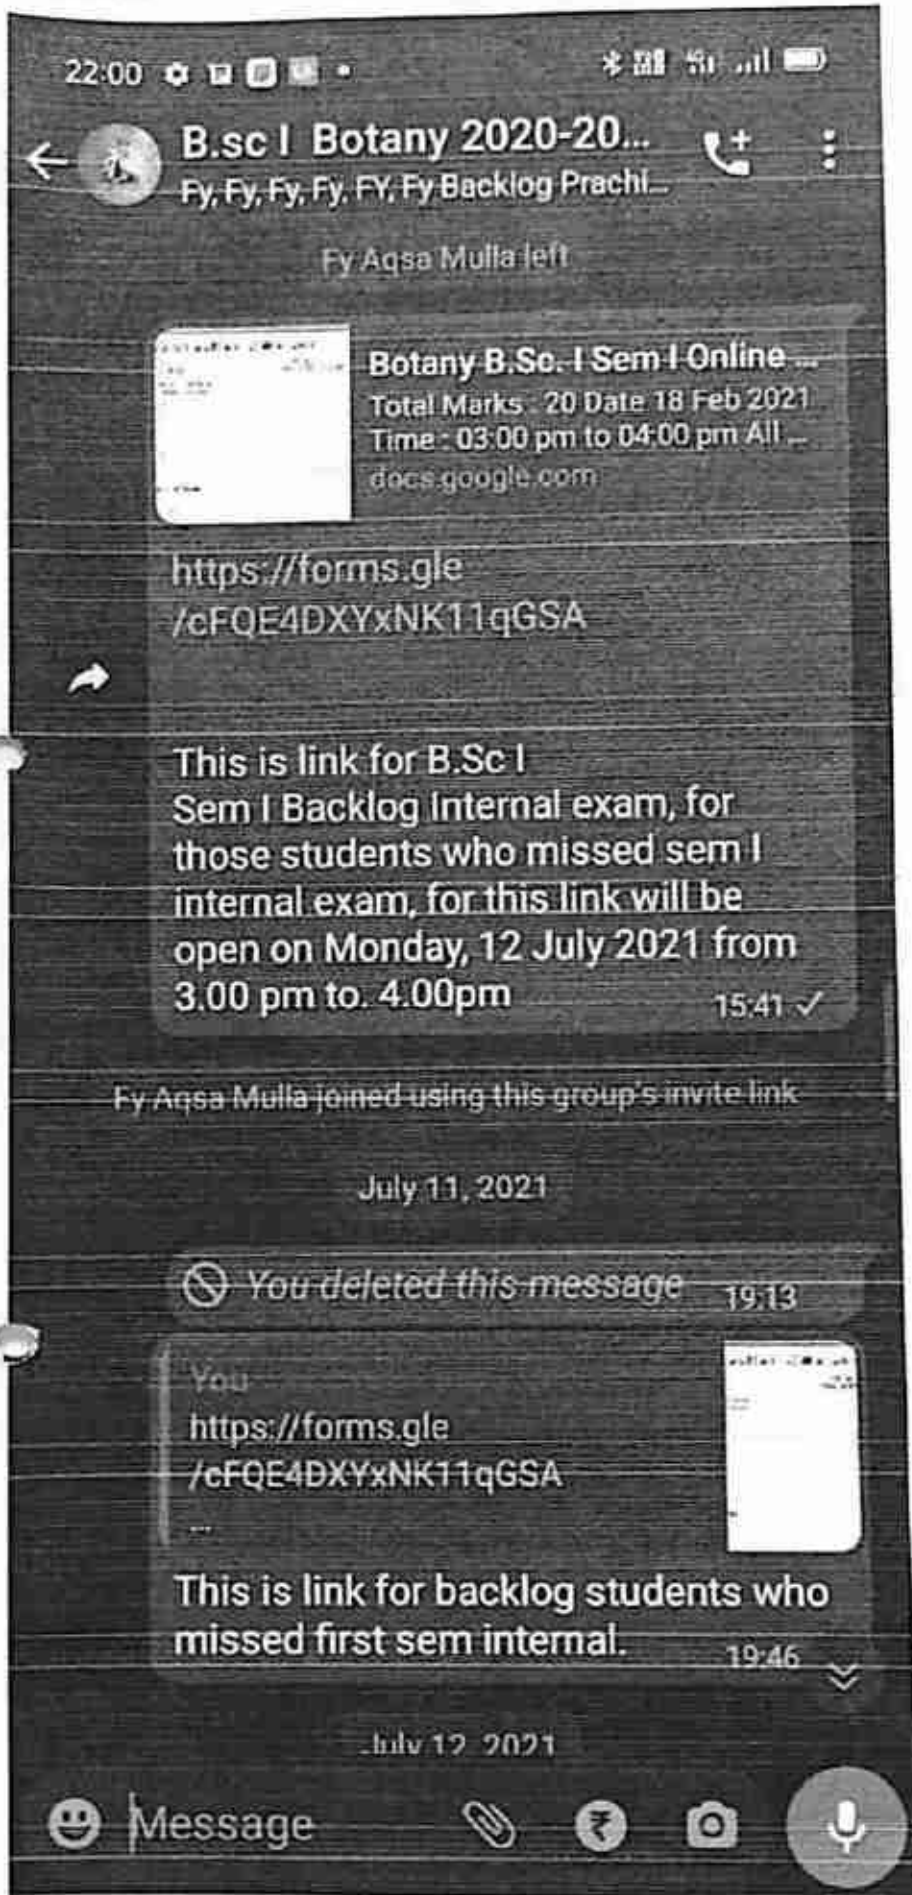 22:00
B.sc I Botany 2020-20...
Fy, Fy, Fy, Fy, FY, Fy Backlog Prachi...
Fy Aqsa Mulla left
Botany B.Sc. I Sem I Online ...
Total Marks : 20 Date 18 Feb 2021
Time : 03:00 pm to 04:00 pm All ...
docs.google.com
https://forms.gle
/cFQE4DXYxNK11qGSA
This is link for B.Sc I
Sem I Backlog Internal exam, for
those students who missed sem I
internal exam, for this link will be
open on Monday, 12 July 2021 from
3.00 pm to. 4.00pm
15:41
Fy Aqsa Mulla joined using this group's invite link
July 11, 2021
You deleted this message 19:13
You
https://forms.gle
/cFQE4DXYxNK11qGSA
...
This is link for backlog students who
missed first sem internal.
19:46
July 12, 2021
Message